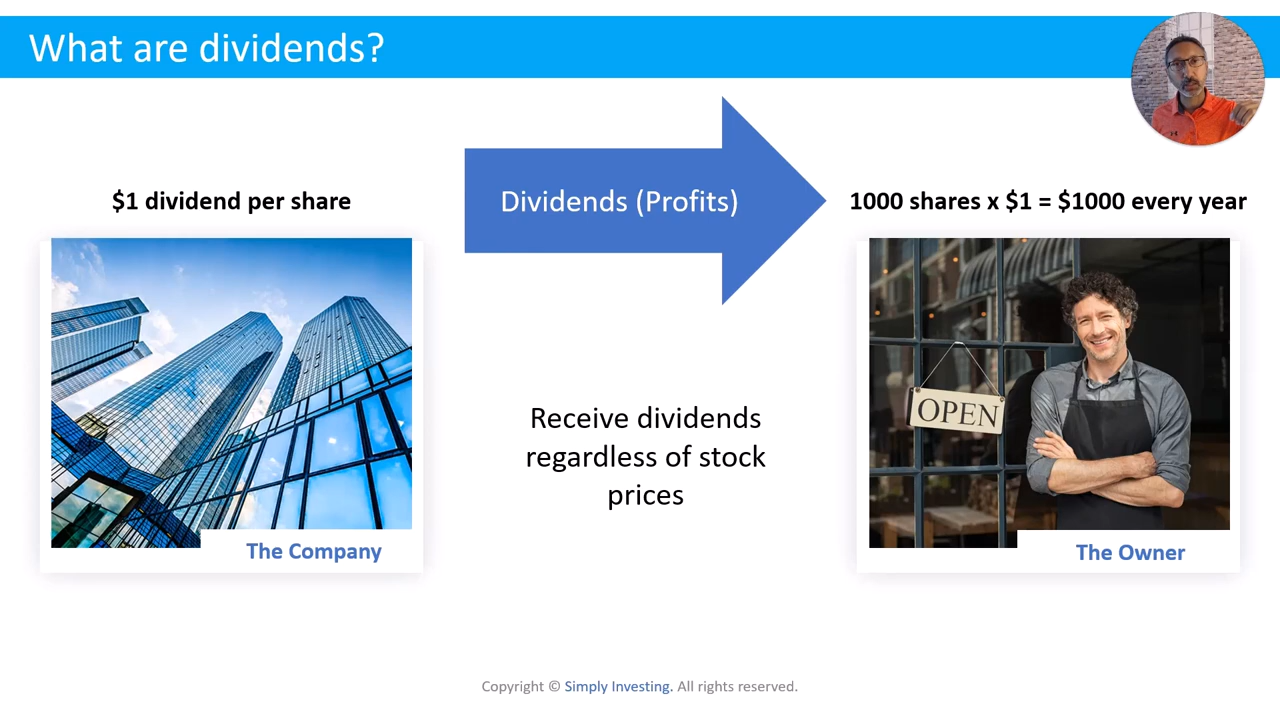 What are dividends?
$1 dividend per share
Dividends (Profits)
1000 shares x $1 = $1000 every year
OPEN
Receive dividends
regardless of stock
prices
The Company
The Owner
Copyright © Simply Investing. All rights reserved.